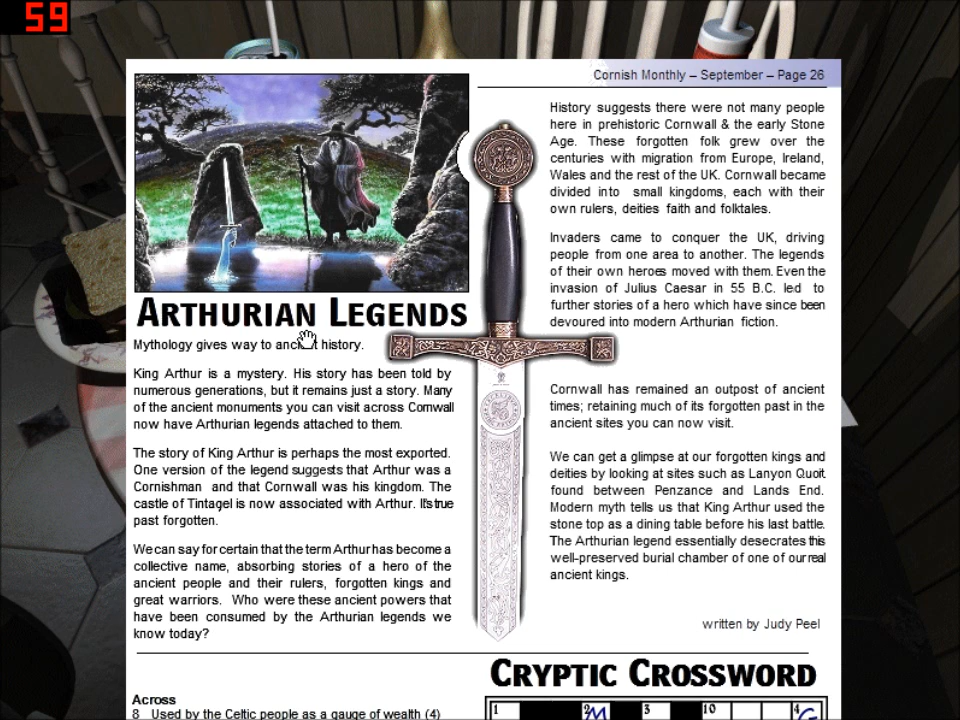 59
Cornish Monthly – September – Page 26
ARTHURIAN LEGENDS
Mythology gives way to ancient history.
King Arthur is a mystery. His story has been told by
numerous generations, but it remains just a story. Many
of the ancient monuments you can visit across Cornwall
now have Arthurian legends attached to them.
The story of King Arthur is perhaps the most exported.
One version of the legend suggests that Arthur was a
Cornishman and that Cornwall was his kingdom. The
castle of Tintagel is now associated with Arthur. It's true
past forgotten.
We can say for certain that the term Arthur has become a
collective name, absorbing stories of a hero of the
ancient people and their rulers, forgotten kings and
great warriors. Who were these ancient powers that
have been consumed by the Arthurian legends we
know today?
History suggests there were not many people
here in prehistoric Cornwall & the early Stone
Age. These forgotten folk grew over the
centuries with migration from Europe, Ireland,
Wales and the rest of the UK. Cornwall became
divided into small kingdoms, each with their
own rulers, deities faith and folktales.
Invaders came to conquer the UK, driving
people from one area to another. The legends
of their own heroes moved with them. Even the
invasion of Julius Caesar in 55 B.C. led to
further stories of a hero which have since been
devoured into modern Arthurian fiction.
Cornwall has remained an outpost of ancient
times; retaining much of its forgotten past in the
ancient sites you can now visit.
We can get a glimpse at our forgotten kings and
deities by looking at sites such as Lanyon Quoit,
found between Penzance and Lands End.
Modern myth tells us that King Arthur used the
stone top as a dining table before his last battle.
The Arthurian legend essentially desecrates this
well-preserved burial chamber of one of our real
ancient kings.
written by Judy Peel
CRYPTIC CROSSWORD
Across
8 Used by the Celtic people as a gauge of wealth (4)
1 2 M 3 10 4 G